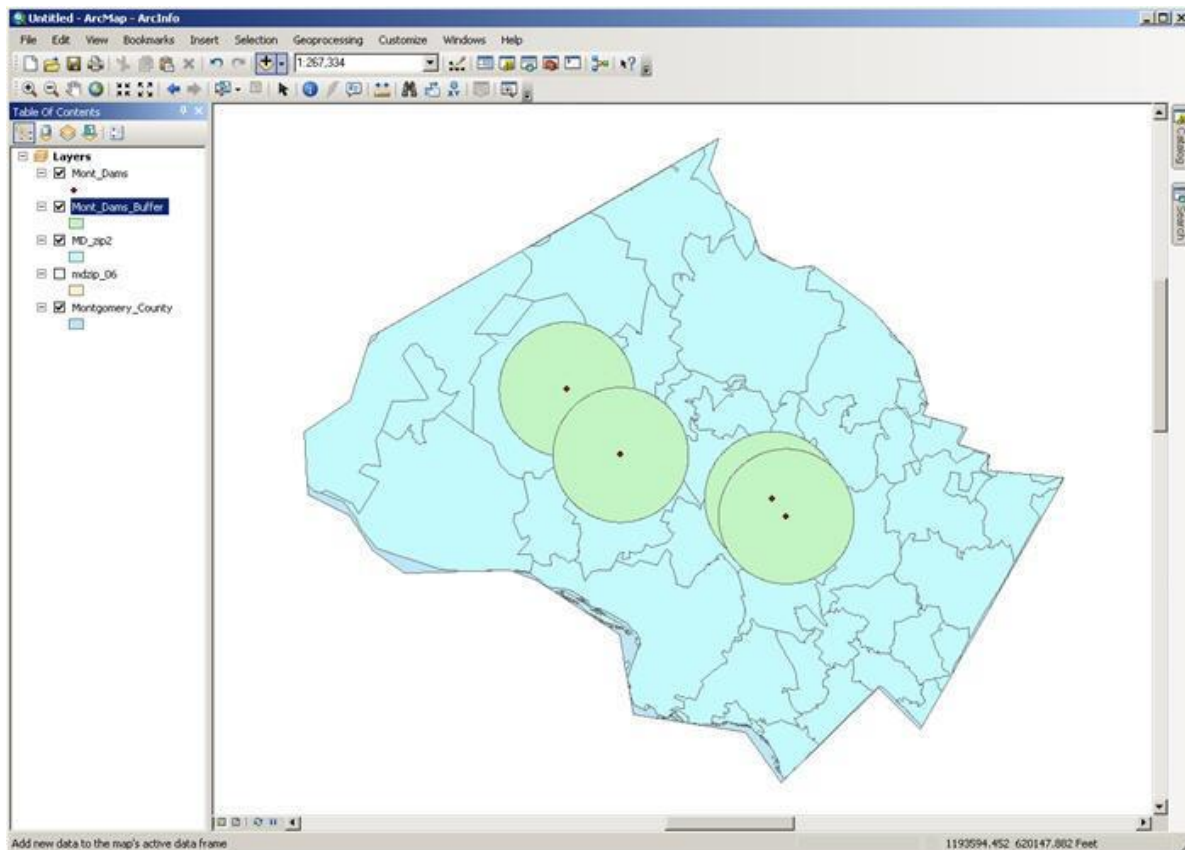 Untitled - ArcMap - ArcInfo
File Edit View Bookmarks Insert Selection Geoprocessing Customize Windows Help
1:267,334
Table Of Contents
Layers
Mont_Dams
Mont_Dams_Buffer
MD_zip2
mdzip_06
Montgomery_County
Catalog
Search
Add new data to the map's active data frame
1193594.452 620147.882 Feet